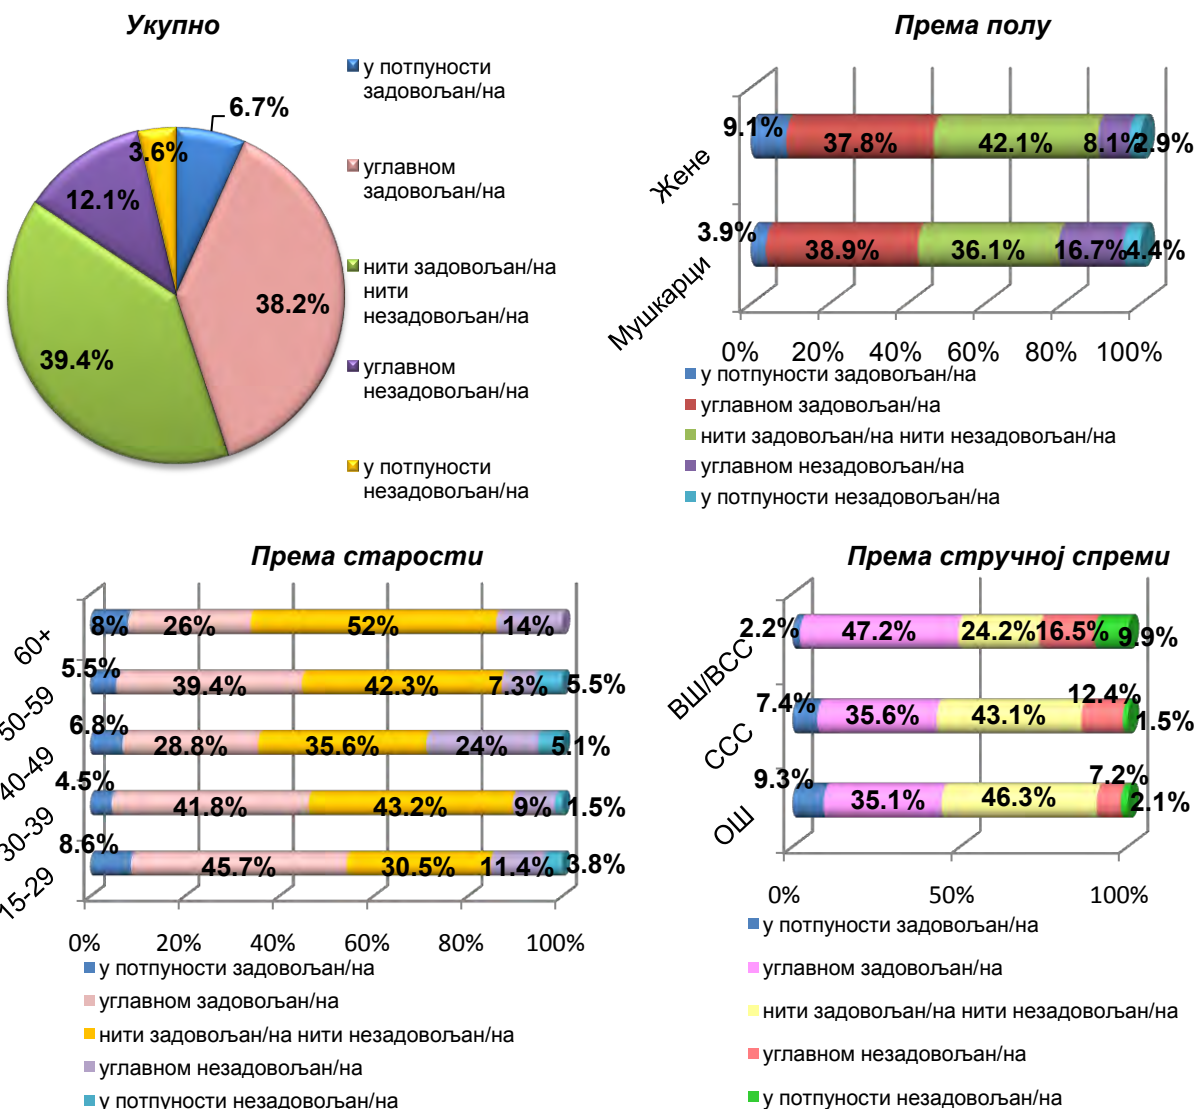 Укупно
6.7%
38.2%
39.4%
12.1%
3.6%
у потпуности
задовољан/на
углавном
задовољан/на
нити задовољан/на
нити
незадовољан/на
углавном
незадовољан/на
у потпуности
незадовољан/на
Према полу
Жене
9.1% 37.8% 42.1% 8.1% 2.9%
Мушкарци
3.9% 38.9% 36.1% 16.7% 4.4%
0% 20% 40% 60% 80% 100%
у потпуности задовољан/на
углавном задовољан/на
нити задовољан/на нити незадовољан/на
углавном незадовољан/на
у потпуности незадовољан/на
Према старости
60+
8% 26% 52% 14%
50-59
5.5% 39.4% 42.3% 7.3% 5.5%
40-49
6.8% 28.8% 35.6% 24% 5.1%
30-39
4.5% 41.8% 43.2% 9% 1.5%
15-29
8.6% 45.7% 30.5% 11.4% 3.8%
0% 20% 40% 60% 80% 100%
у потпуности задовољан/на
углавном задовољан/на
нити задовољан/на нити незадовољан/на
углавном незадовољан/на
у потпуности незадовољан/на
Према стручној спреми
ВШ/ВСС
2.2% 47.2% 24.2% 16.5% 9.9%
ССС
7.4% 35.6% 43.1% 12.4% 1.5%
ОШ
9.3% 35.1% 46.3% 7.2% 2.1%
0% 50% 100%
у потпуности задовољан/на
углавном задовољан/на
нити задовољан/на нити незадовољан/на
углавном незадовољан/на
у потпуности незадовољан/на